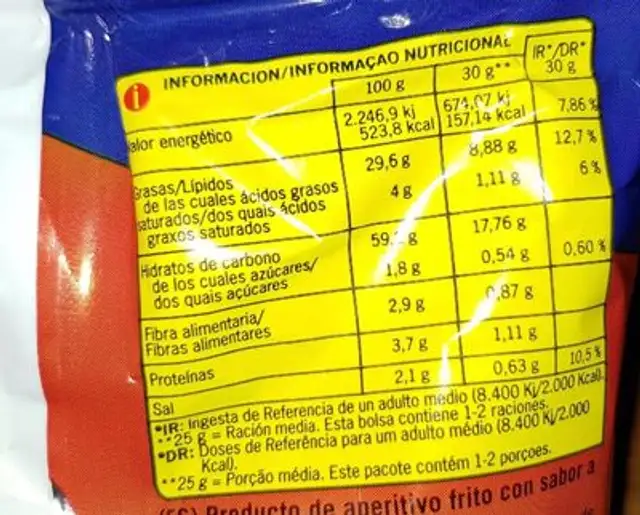 i INFORMACION/INFORMAÇAO NUTRICIONAL
100 g 30 g** IR*/DR* 30 g
alor energético 2.246,9 kj 674,07 kj 7,86 %
523,8 kcal 157,14 kcal
Grasas/Lípidos 29,6 g 8,88 g 12,7 %
de las cuales ácidos grasos 4 g 1,11 g 6 %
saturados/dos quais ácidos
graxos saturados
Hidratos de carbono 17,76 g
de los cuales azúcares/ 1,8 g 0,54 g 0,60 %
dos quais açúcares
Fibra alimentaria/ 2,9 g 0,87 g
Fibras alimentares
Proteínas 3,7 g 1,11 g
Sal 2,1 g 0,63 g 10,5 %
*IR: Ingesta de Referencia de un adulto medio (8.400 Kj/2.000 Kcal).
**25 g = Ración media. Esta bolsa contiene 1-2 raciones.
*DR: Doses de Referência para um adulto médio (8.400 Kj/2.000
Kcal).
**25 g = Porção média. Este pacote contém 1-2 porçoes.
(ES) Producto de aperitivo frito con sabor a